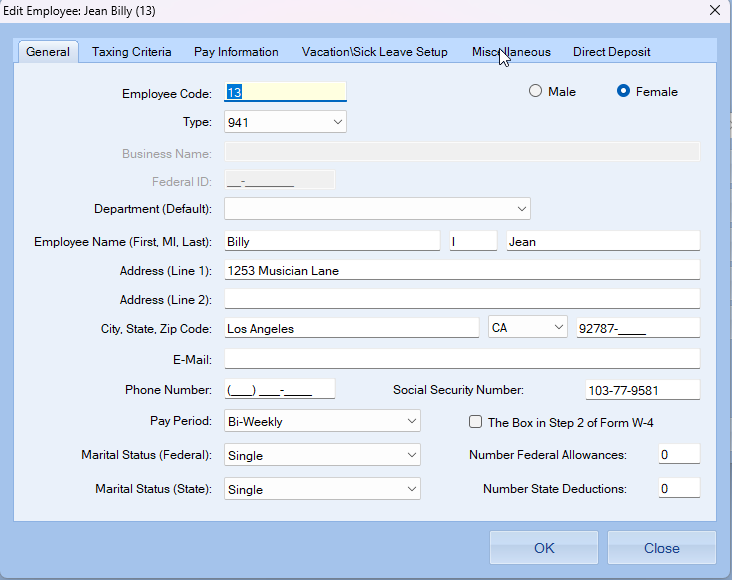 Edit Employee: Jean Billy (13)
General Taxing Criteria Pay Information Vacation\Sick Leave Setup Miscellaneous Direct Deposit
Employee Code: 13 Male Female
Type: 941
Business Name:
Federal ID: __-_______
Department (Default):
Employee Name (First, MI, Last): Billy I Jean
Address (Line 1): 1253 Musician Lane
Address (Line 2):
City, State, Zip Code: Los Angeles CA 92787-____
E-Mail:
Phone Number: (___) ___-____ Social Security Number: 103-77-9581
Pay Period: Bi-Weekly The Box in Step 2 of Form W-4
Marital Status (Federal): Single Number Federal Allowances: 0
Marital Status (State): Single Number State Deductions: 0
OK Close